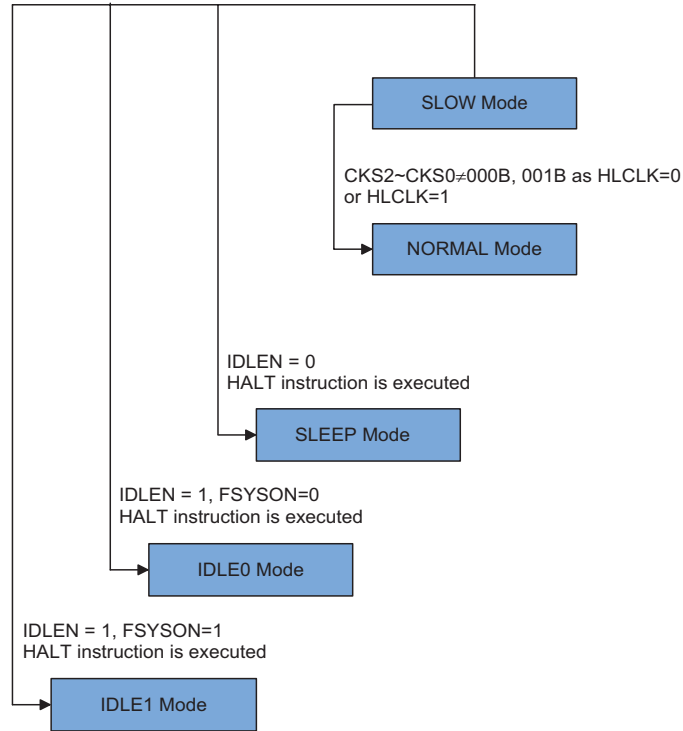 SLOW Mode
CKS2~CKS0≠000B, 001B as HLCLK=0
or HLCLK=1
NORMAL Mode
IDLEN = 0
HALT instruction is executed
SLEEP Mode
IDLEN = 1, FSYSON=0
HALT instruction is executed
IDLE0 Mode
IDLEN = 1, FSYSON=1
HALT instruction is executed
IDLE1 Mode